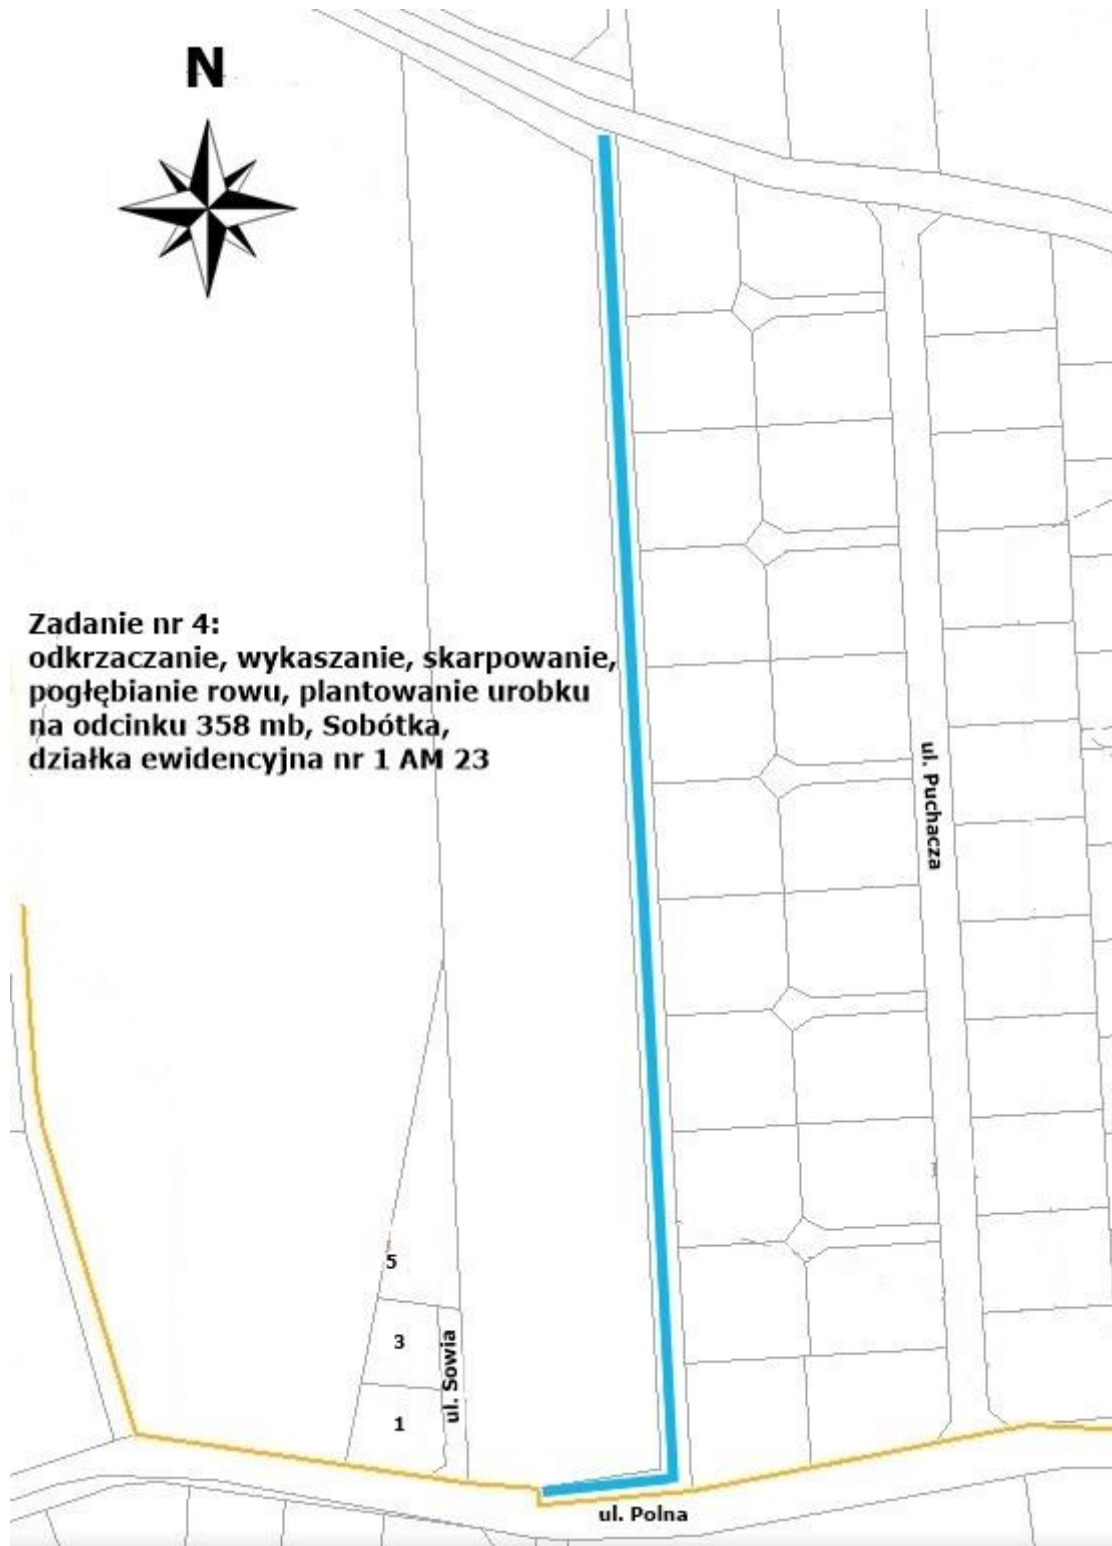 N
Zadanie nr 4:
odkrzaczanie, wykaszanie, skarpowanie,
pogłębianie rowu, plantowanie urobku
na odcinku 358 mb, Sobótka,
działka ewidencyjna nr 1 AM 23
ul. Puchacza
5
3
ul. Sowia
1
ul. Polna